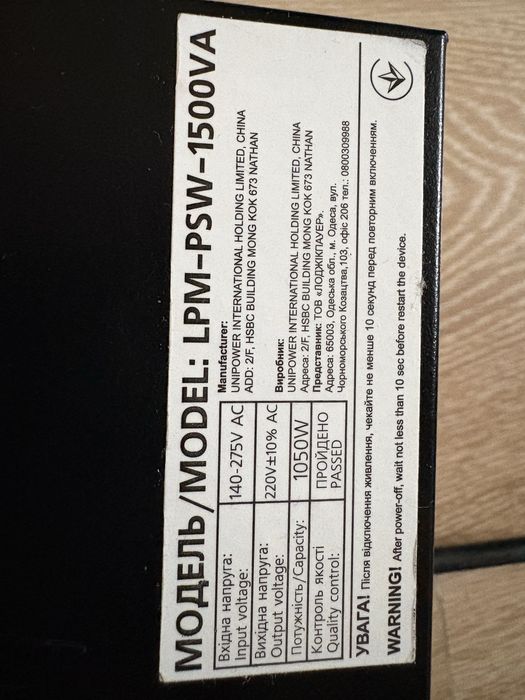 МОДЕЛЬ/MODEL: LPM-PSW-1500VA
Вхідна напруга:
Input voltage:
140-275V AC
Вихідна напруга:
Output voltage:
220V±10% AC
Потужність/Capacity:
1050W
Контроль якості
Quality control:
ПРОЙДЕНО
PASSED
Manufacturer:
UNIPOWER INTERNATIONAL HOLDING LIMITED, CHINA
ADD: 2/F, HSBC BUILDING MONG KOK 673 NATHAN
Виробник:
UNIPOWER INTERNATIONAL HOLDING LIMITED, CHINA
Адреса: 2/F, HSBC BUILDING MONG KOK 673 NATHAN
Представник: ТОВ «ЛОДЖІКПАУЕР»,
Адреса: 65003, Одеська обл., м. Одеса, вул.
Чорноморського Козацтва,103, офіс 206 тел.: 0800309988
УВАГА! Після відключення живлення, чекайте не менше 10 секунд перед повторним включенням.
WARNING! After power-off, wait not less than 10 sec before restart the device.